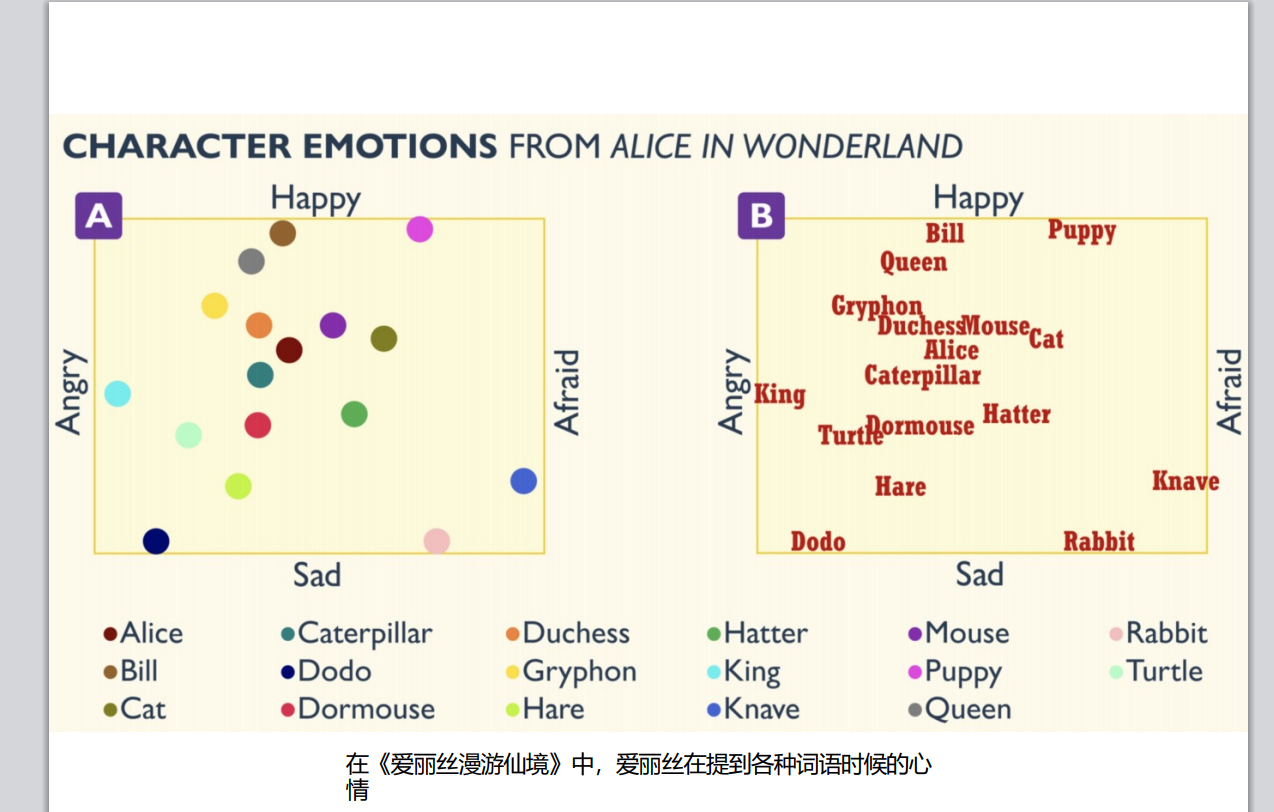 CHARACTER EMOTIONS FROM ALICE IN WONDERLAND
A
Happy
Angry
Afraid
Sad
B
Happy
Bill
Puppy
Queen
Gryphon
Duchess Mouse
Cat
Alice
Caterpillar
King
Hatter
Dormouse
Turtle
Hare
Knave
Dodo
Rabbit
Angry
Afraid
Sad
Alice Caterpillar Duchess Hatter Mouse Rabbit
Bill Dodo Gryphon King Puppy Turtle
Cat Dormouse Hare Knave Queen
在《爱丽丝漫游仙境》中，爱丽丝在提到各种词语时候的心
情